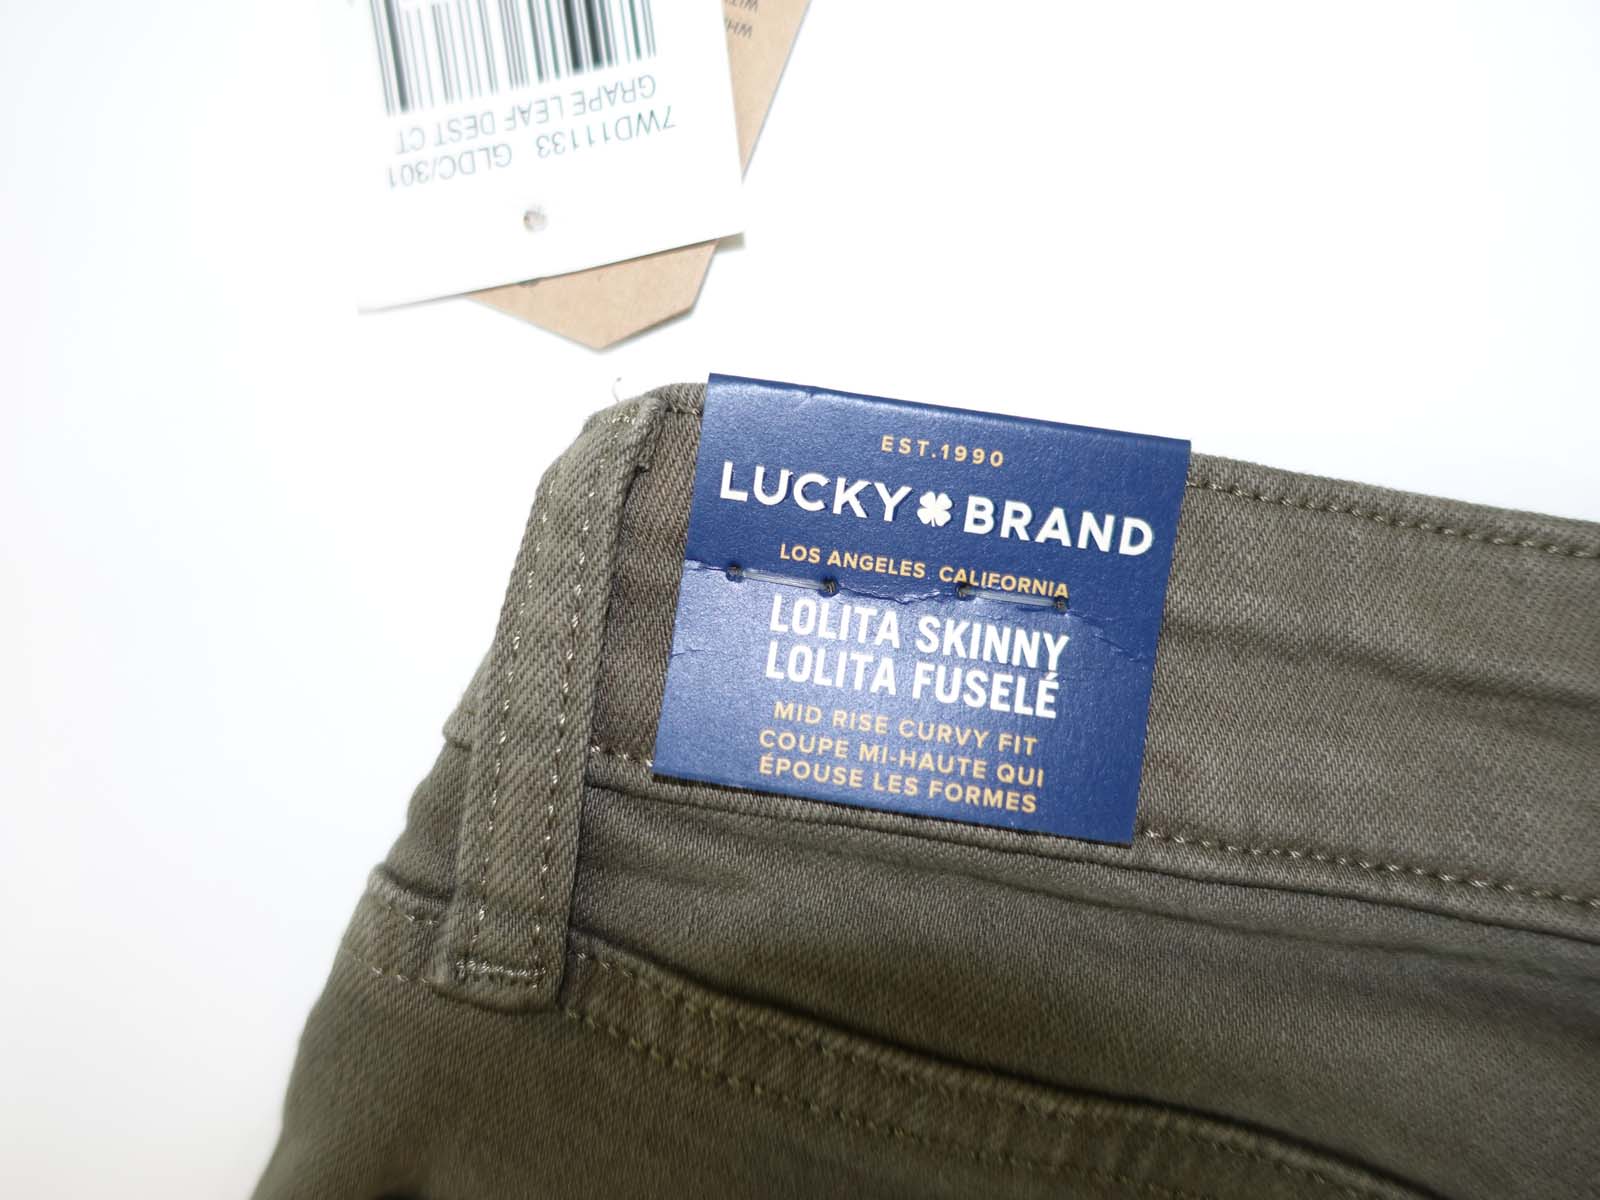 GRAPE LEAF DEST CT
7WD11133 GLDC/301
EST.1990
LUCKY BRAND
LOS ANGELES CALIFORNIA
LOLITA SKINNY
LOLITA FUSELÉ
MID RISE CURVY FIT
COUPE MI-HAUTE QUI
ÉPOUSE LES FORMES